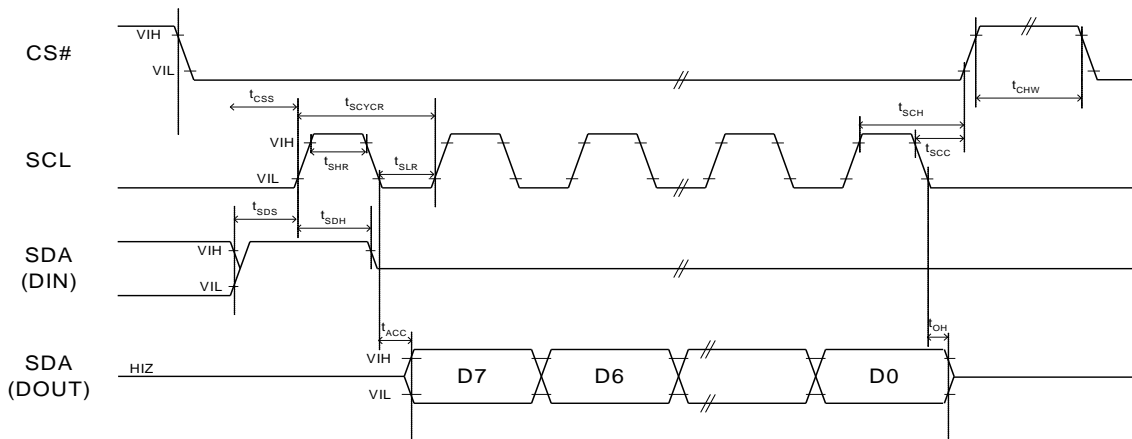 CS#
VIH
VIL
tCHW
tCSS
tSCYCR
tSCH
SCL
VIH
VIL
tSHR
tSLR
tSCC
tSDS
tSDH
SDA
(DIN)
VIH
VIL
tACC
tOH
SDA
(DOUT)
HIZ
VIH
VIL
D7
D6
D0